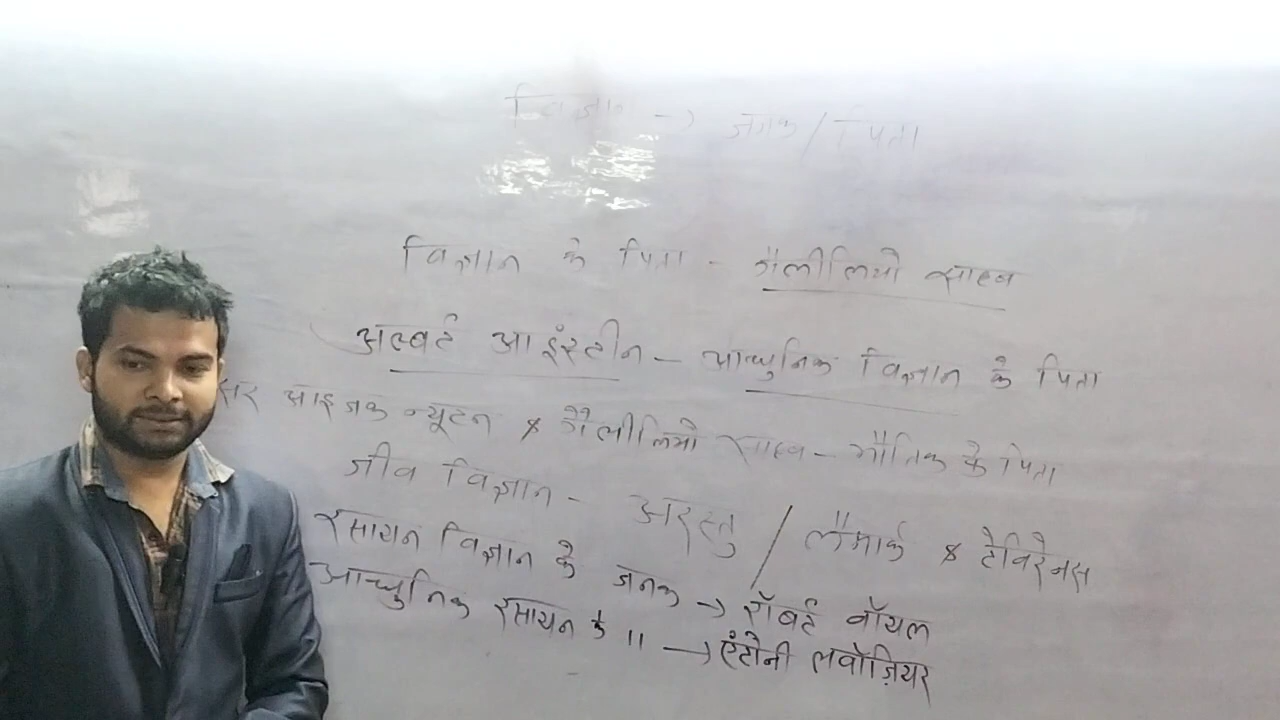 विज्ञान -> जनक / पिता
विज्ञान के पिता - गैलीलियो साहब
अल्बर्ट आइंस्टीन - आधुनिक विज्ञान के पिता
सर आइजक न्यूटन & गैलीलियो साहब - भौतिक के पिता
जीव विज्ञान - अरस्तु / लैमार्क & टेविरेनस
रसायन विज्ञान के जनक -> रॉबर्ट बॉयल
आधुनिक रसायन के 11 -> एंटोनी लवॉज़ियर